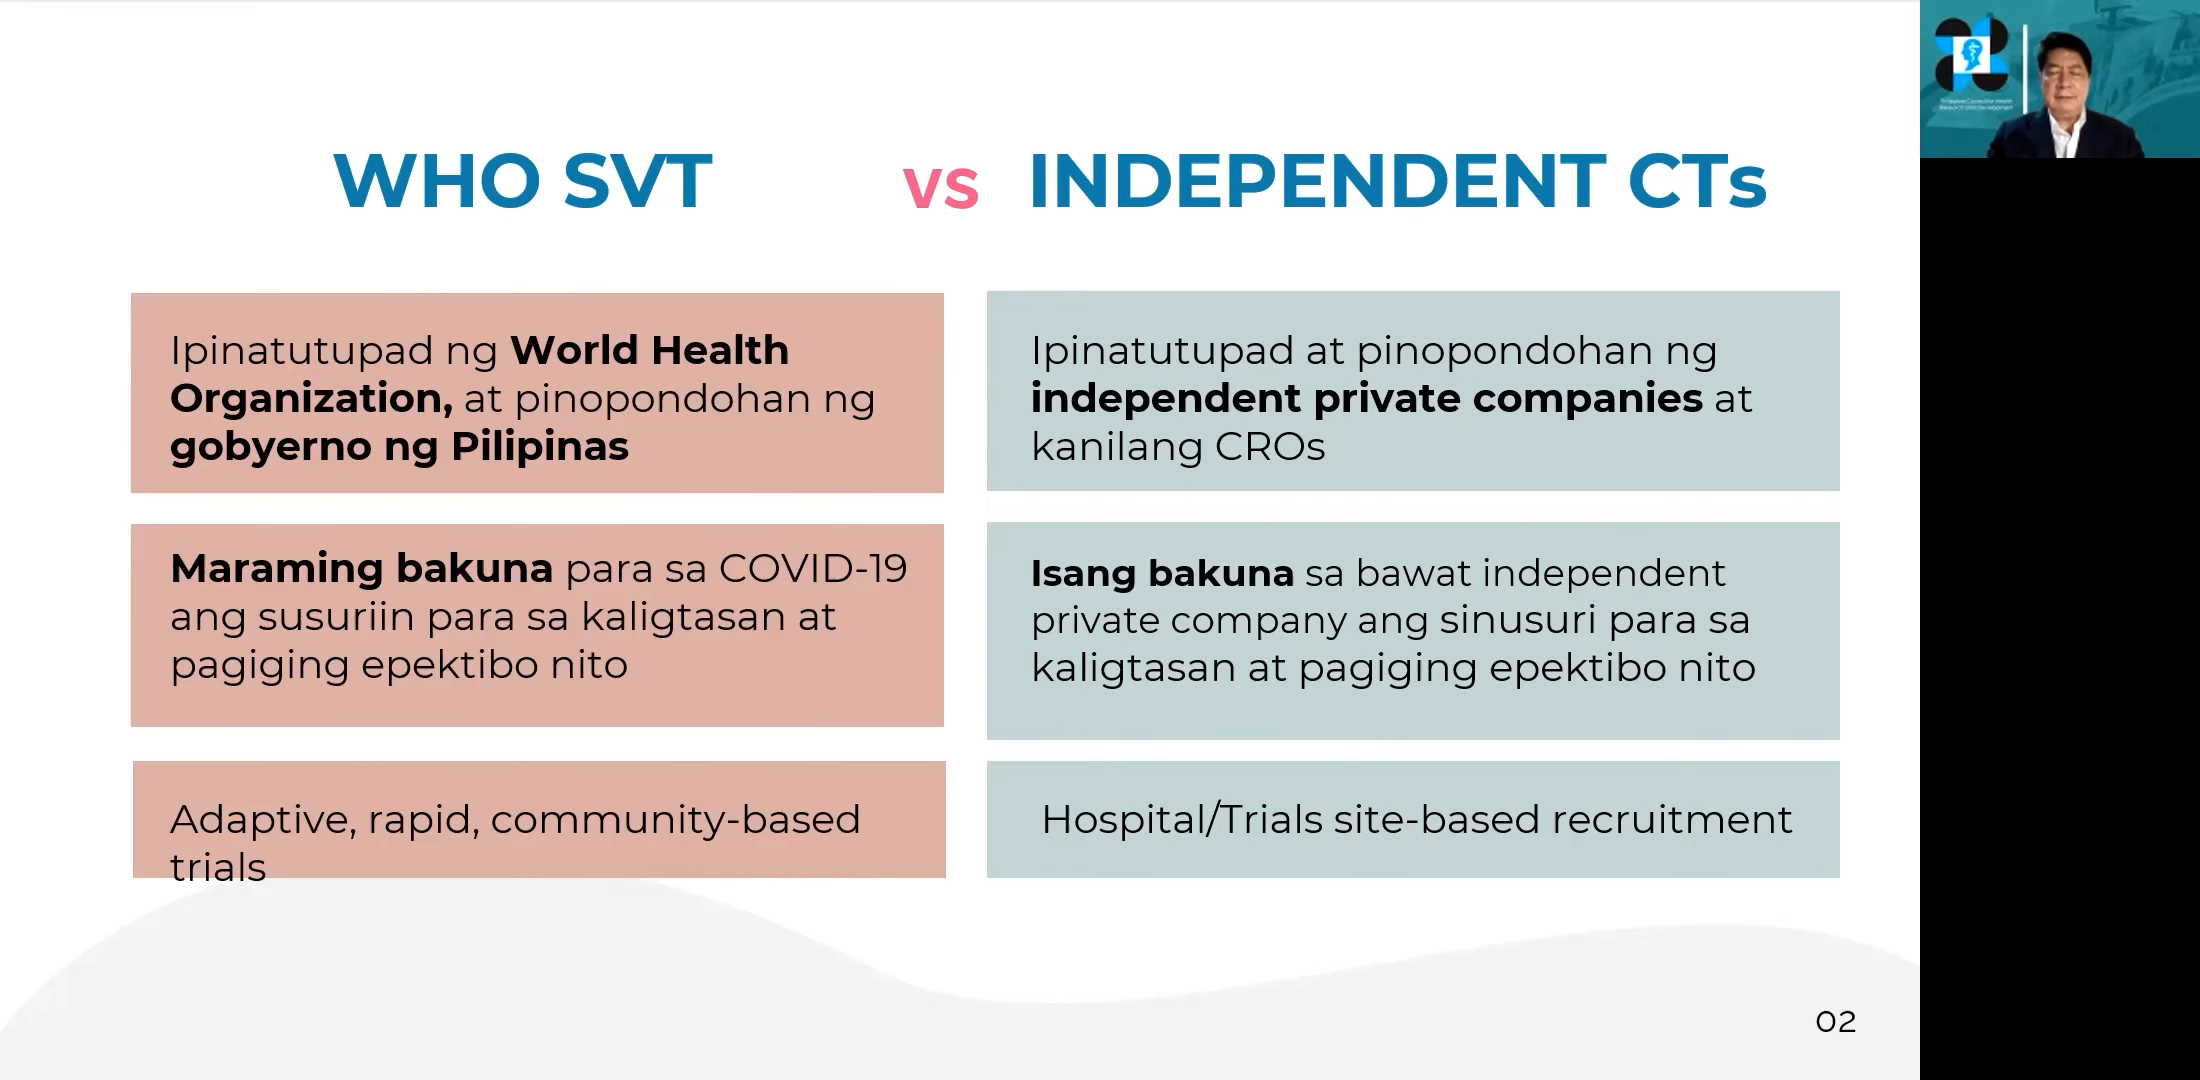 WHO SVT vs INDEPENDENT CTs
Ipinatutupad ng World Health
Organization, at pinopondohan ng
gobyerno ng Pilipinas
Ipinatutupad at pinopondohan ng
independent private companies at
kanilang CROs
Maraming bakuna para sa COVID-19
ang susuriin para sa kaligtasan at
pagiging epektibo nito
Isang bakuna sa bawat independent
private company ang sinusuri para sa
kaligtasan at pagiging epektibo nito
Adaptive, rapid, community-based
trials
Hospital/Trials site-based recruitment
02